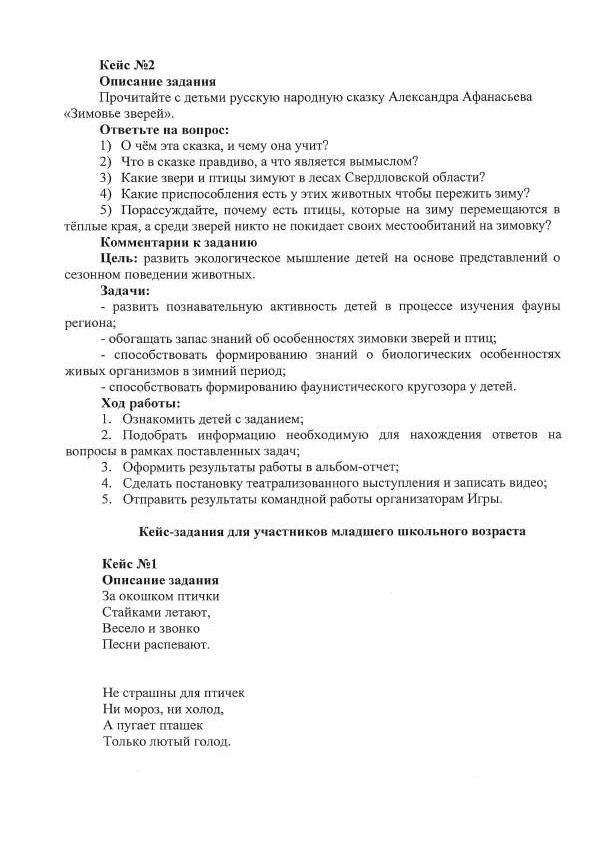 Кейс №2
Описание задания
Прочитайте с детьми русскую народную сказку Александра Афанасьева
«Зимовье зверей».
Ответьте на вопрос:
1) О чём эта сказка, и чему она учит?
2) Что в сказке правдиво, а что является вымыслом?
3) Какие звери и птицы зимуют в лесах Свердловской области?
4) Какие приспособления есть у этих животных чтобы пережить зиму?
5) Порассуждайте, почему есть птицы, которые на зиму перемещаются в
тёплые края, а среди зверей никто не покидает своих местообитаний на зимовку?
Комментарии к заданию
Цель: развить экологическое мышление детей на основе представлений о
сезонном поведении животных.
Задачи:
- развить познавательную активность детей в процессе изучения фауны
региона;
- обогащать запас знаний об особенностях зимовки зверей и птиц;
- способствовать формированию знаний о биологических особенностях
живых организмов в зимний период;
- способствовать формированию фаунистического кругозора у детей.
Ход работы:
1. Ознакомить детей с заданием;
2. Подобрать информацию необходимую для нахождения ответов на
вопросы в рамках поставленных задач;
3. Оформить результаты работы в альбом-отчет;
4. Сделать постановку театрализованного выступления и записать видео;
5. Отправить результаты командной работы организаторам Игры.
Кейс-задания для участников младшего школьного возраста
Кейс №1
Описание задания
За окошком птички
Стайками летают,
Весело и звонко
Песни распевают.
Не страшны для птичек
Ни мороз, ни холод,
А пугает пташек
Только лютый голод.